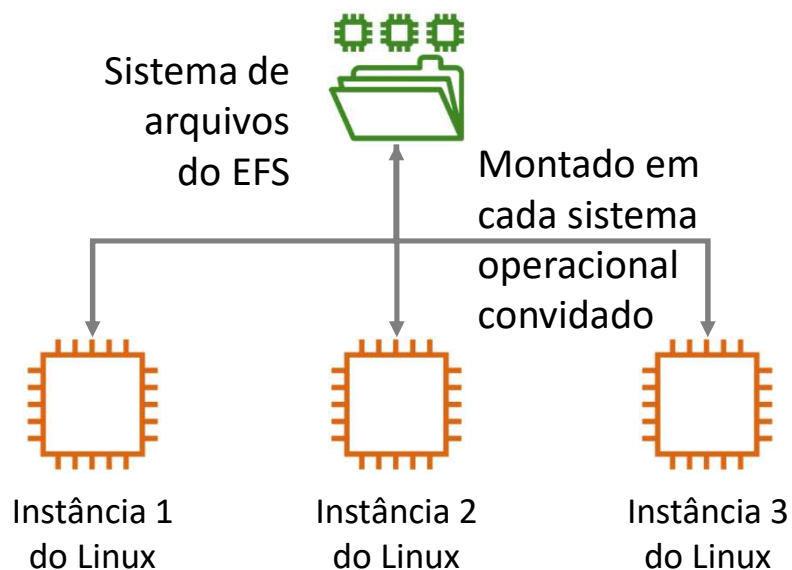 Sistema de
arquivos
do EFS
Montado em
cada sistema
operacional
convidado
Instância 1
do Linux
Instância 2
do Linux
Instância 3
do Linux